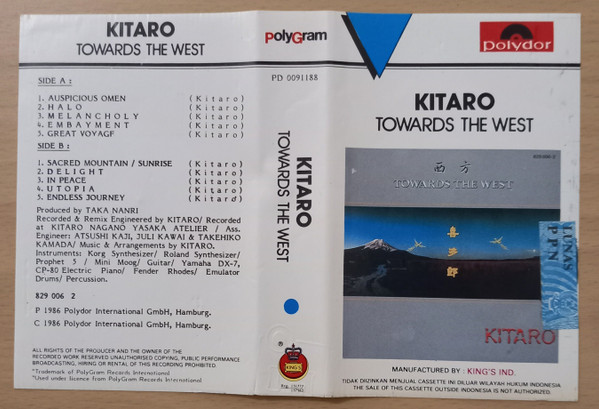 KITARO
TOWARDS THE WEST
SIDE A :
1. AUSPICIOUS OMEN (Kitaro)
2. HALO (Kitaro)
3. MELANCHOLY (Kitaro)
4. EMBAYMENT (Kitaro)
5. GREAT VOYAGF (Kitaro)
SIDE B :
1. SACRED MOUNTAIN / SUNRISE (Kitaro)
2. DELIGHT (Kitaro)
3. IN PEACE (Kitaro)
4. UTOPIA (Kitaro)
5. ENDLESS JOURNEY (Kitaro)
Produced by TAKA NANRI
Recorded & Remix Engineered by KITARO/ Recorded
at KITARO NAGANO YASAKA ATELIER / Ass.
Engineer: ATSUSHI KAJI, JULI KAWAI & TAKEHIKO
KAMADA/ Music & Arrangements by KITARO.
Instruments: Korg Synthesizer/ Roland Synthesizer/
Prophet 5 / Mini Moog/ Guitar/ Yamaha DX-7,
CP-80 Electric Piano/ Fender Rhodes/ Emulator
Drums/ Percussion.
829 006 2
P 1986 Polydor International GmbH, Hamburg.
C 1986 Polydor International GmbH, Hamburg.
ALL RIGHTS OF THE PRODUCER AND THE OWNER OF THE
RECORDED WORK RESERVED UNAUTHORISED COPYING, PUBLIC PERFORMANCE
BROADCASTING, HIRING OR RENTAL OF THIS RECORDING PROHIBITED.
*Trademark of PolyGram Records International
*Used under licence from PolyGram Records International
PolyGram
PD 0091188
KITARO
TOWARDS THE WEST
®
KING'S
polydor
KITARO
TOWARDS THE WEST
西方
TOWARDS THE WEST
喜多郎
KITARO
LUNAS
PPN
MANUFACTURED BY : KING'S IND.
TIDAK DIIZINKAN MENJUAL CASSETTE INI DILUAR WILAYAH HUKUM INDONESIA
THE SALE OF THIS CASSETTE OUTSIDE INDONESIA IS NOT AUTHORIZED.